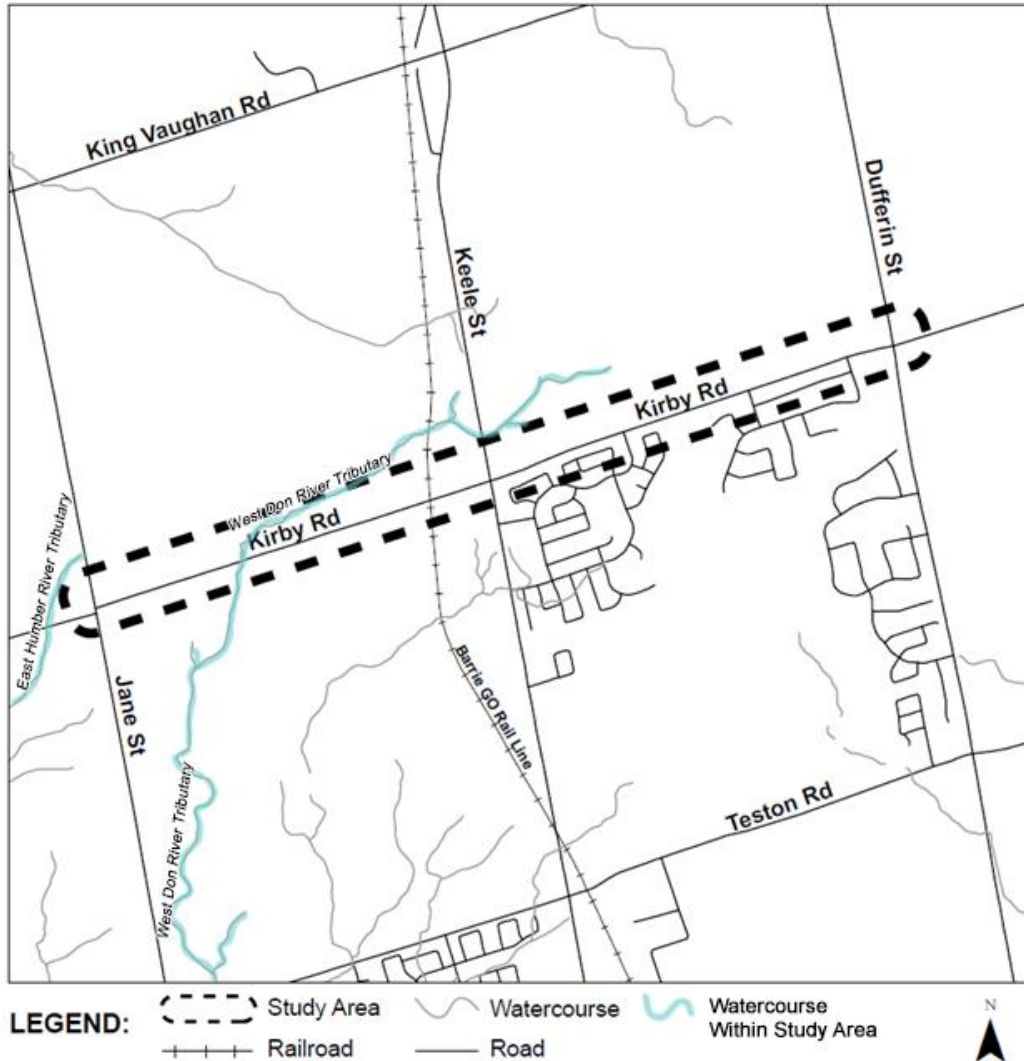 King Vaughan Rd
Dufferin St
Keele St
Kirby Rd
West Don River Tributary
Kirby Rd
East Humber River Tributary
Jane St
Barrie GO Rail Line
West Don River Tributary
Teston Rd
LEGEND:
Study Area
Watercourse
Watercourse
Within Study Area
Railroad
Road
N